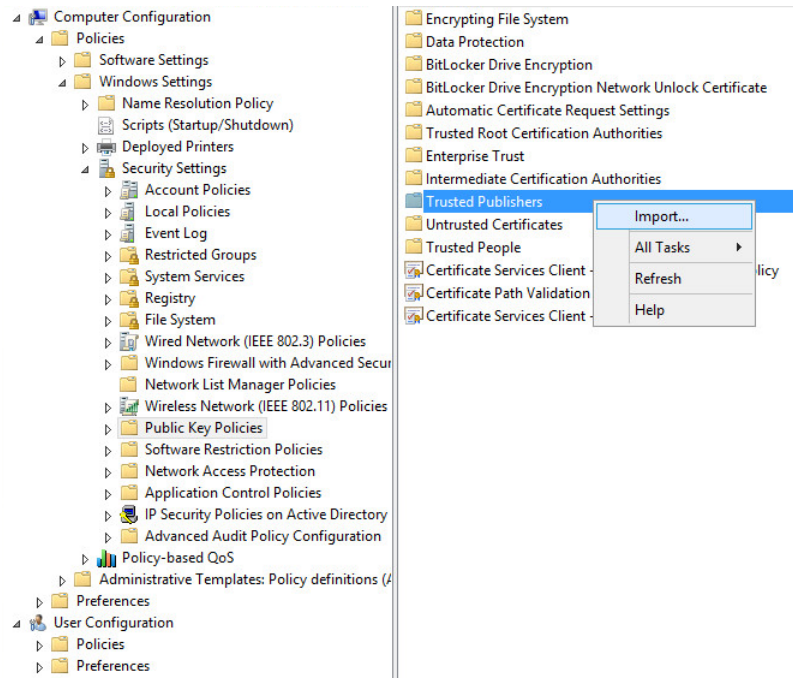 Computer Configuration
Policies
Software Settings
Windows Settings
Name Resolution Policy
Scripts (Startup/Shutdown)
Deployed Printers
Security Settings
Account Policies
Local Policies
Event Log
Restricted Groups
System Services
Registry
File System
Wired Network (IEEE 802.3) Policies
Windows Firewall with Advanced Secur
Network List Manager Policies
Wireless Network (IEEE 802.11) Policies
Public Key Policies
Software Restriction Policies
Network Access Protection
Application Control Policies
IP Security Policies on Active Directory
Advanced Audit Policy Configuration
Policy-based QoS
Administrative Templates: Policy definitions (A
Preferences
User Configuration
Policies
Preferences
Encrypting File System
Data Protection
BitLocker Drive Encryption
BitLocker Drive Encryption Network Unlock Certificate
Automatic Certificate Request Settings
Trusted Root Certification Authorities
Enterprise Trust
Intermediate Certification Authorities
Trusted Publishers
Untrusted Certificates
Trusted People
Certificate Services Client - licy
Certificate Path Validation
Certificate Services Client -
Import...
All Tasks
Refresh
Help